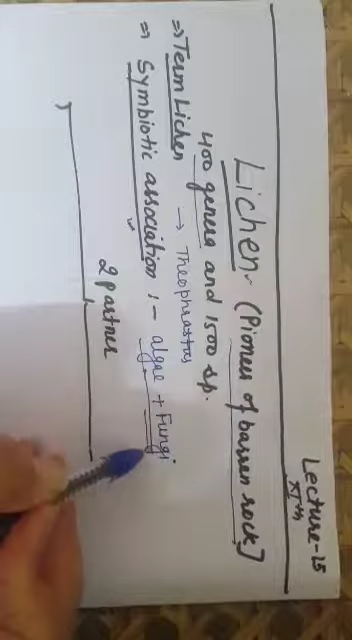 Lecture-15
XIth
Lichen (Pioneer of barren rock]
400 genera and 1500 sp.
⇒ Term Lichen → Theophrastus
⇒ Symbiotic association :- algae + Fungi
2 partner